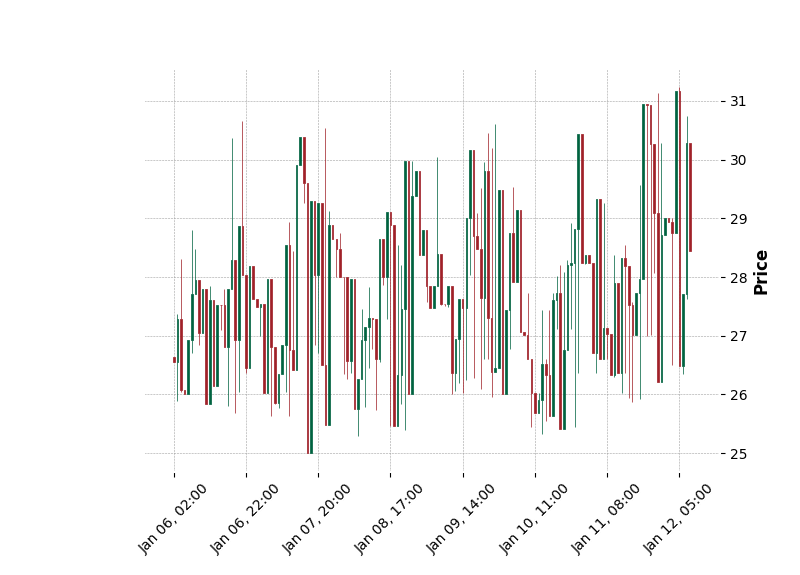 31
30
29
28
27
26
25
Price
Jan 06, 02:00
Jan 06, 22:00
Jan 07, 20:00
Jan 08, 17:00
Jan 09, 14:00
Jan 10, 11:00
Jan 11, 08:00
Jan 12, 05:00